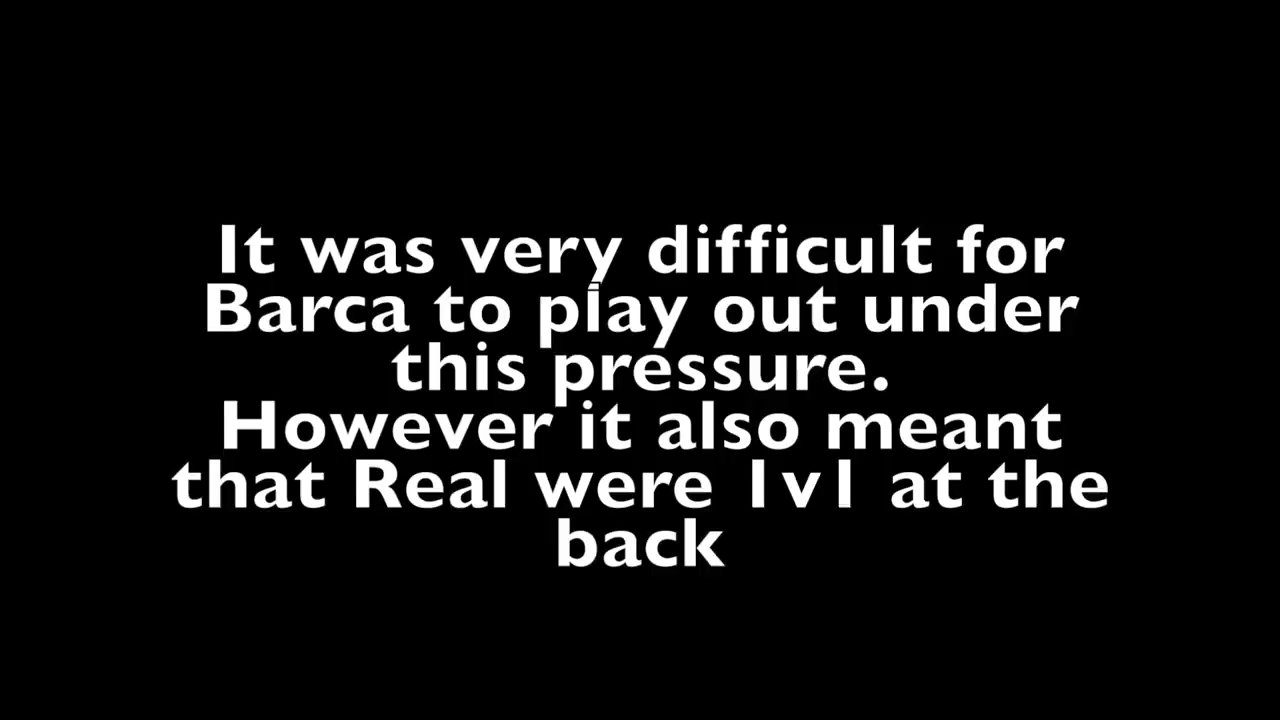 It was very difficult for
Barca to play out under
this pressure.
However it also meant
that Real were 1v1 at the
back